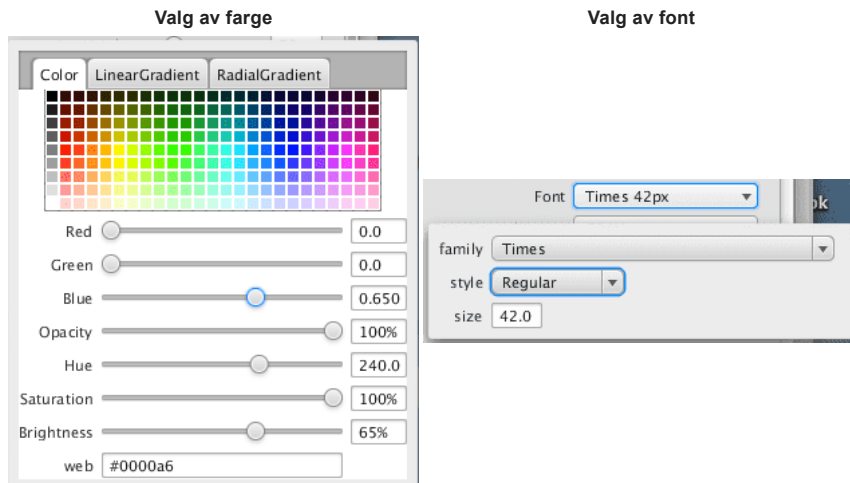 Valg av farge
Valg av font
Color LinearGradient RadialGradient
Red 0.0
Green 0.0
Blue 0.650
Opacity 100%
Hue 240.0
Saturation 100%
Brightness 65%
web #0000a6
Font Times 42px
ok
family Times
style Regular
size 42.0